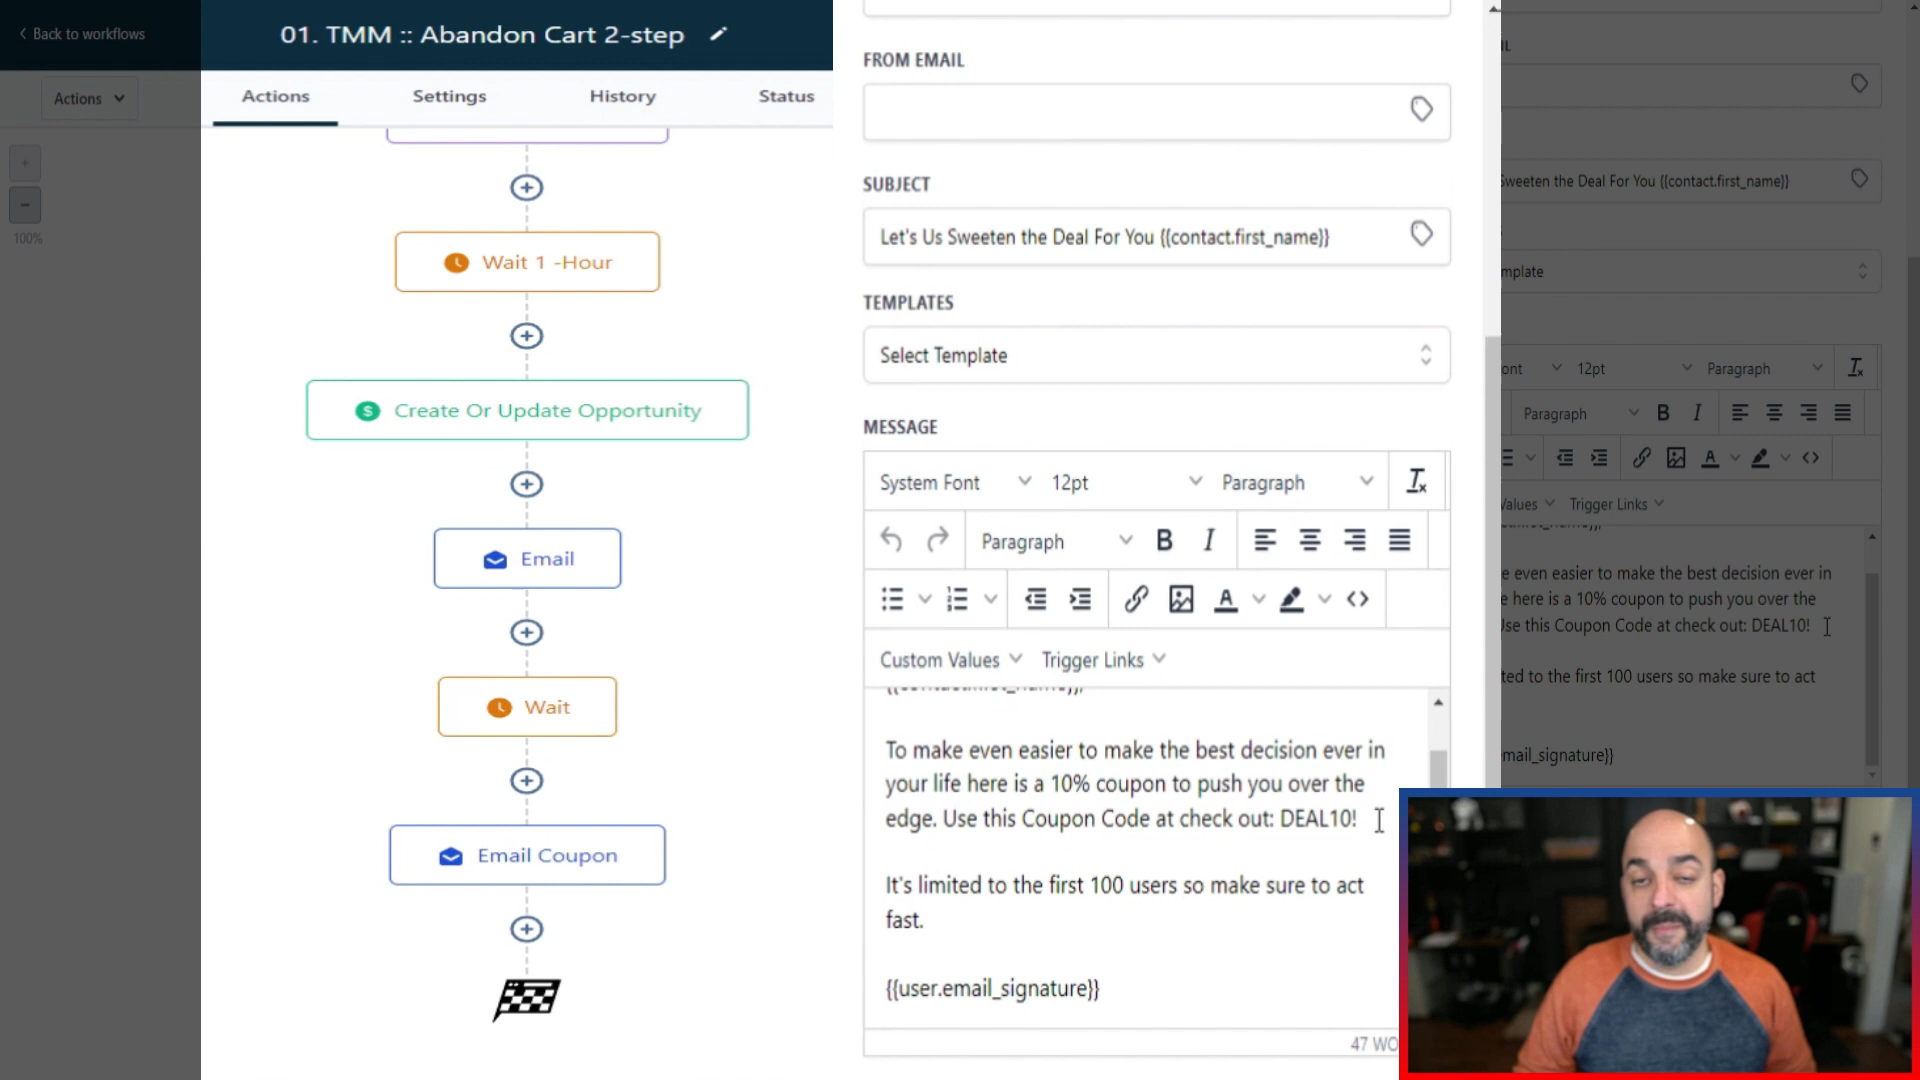 Back to workflows
01. TMM :: Abandon Cart 2-step
Actions
Actions
Settings
History
Status
100%
Wait 1 -Hour
Create Or Update Opportunity
Email
Wait
Email Coupon
FROM EMAIL
SUBJECT
Let's Us Sweeten the Deal For You {{contact.first_name}}
TEMPLATES
Select Template
MESSAGE
System Font
12pt
Paragraph
Paragraph
B
I
Custom Values
Trigger Links
{{contact.first_name}},
To make even easier to make the best decision ever in
your life here is a 10% coupon to push you over the
edge. Use this Coupon Code at check out: DEAL10!
It's limited to the first 100 users so make sure to act
fast.
{{user.email_signature}}
47 WO
Sweeten the Deal For You {{contact.first_name}}
mplate
ont
12pt
Paragraph
Paragraph
B
I
Values
Trigger Links
e even easier to make the best decision ever in
e here is a 10% coupon to push you over the
Use this Coupon Code at check out: DEAL10!
ted to the first 100 users so make sure to act
mail_signature}}